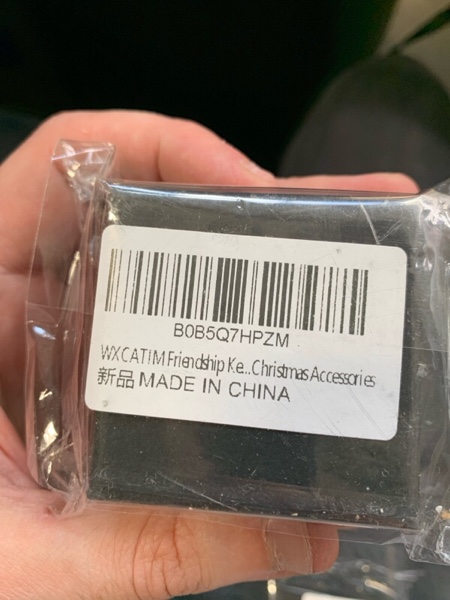 B0B5Q7HPZM
WXCATIM Friendship Ke...Christmas Accessories
新品 MADE IN CHINA